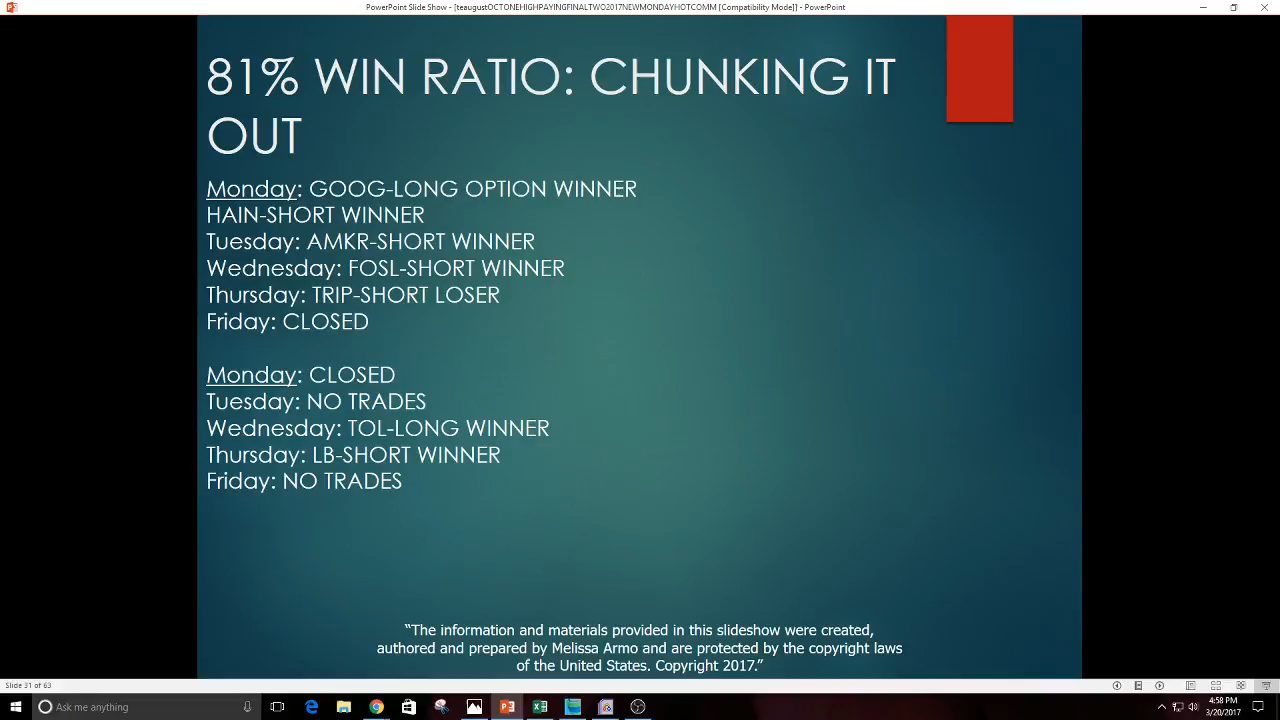 PowerPoint Slide Show - [teaugustOCTONEHIGHPAYINGFINALTWO2017NEWMONDAYHOTCOMM [Compatibility Mode]] - PowerPoint
81% WIN RATIO: CHUNKING IT
OUT
Monday: GOOG-LONG OPTION WINNER
HAIN-SHORT WINNER
Tuesday: AMKR-SHORT WINNER
Wednesday: FOSL-SHORT WINNER
Thursday: TRIP-SHORT LOSER
Friday: CLOSED
Monday: CLOSED
Tuesday: NO TRADES
Wednesday: TOL-LONG WINNER
Thursday: LB-SHORT WINNER
Friday: NO TRADES
“The information and materials provided in this slideshow were created,
authored and prepared by Melissa Armo and are protected by the copyright laws
of the United States. Copyright 2017.”
Slide 31 of 63
Ask me anything
4:58 PM
3/20/2017